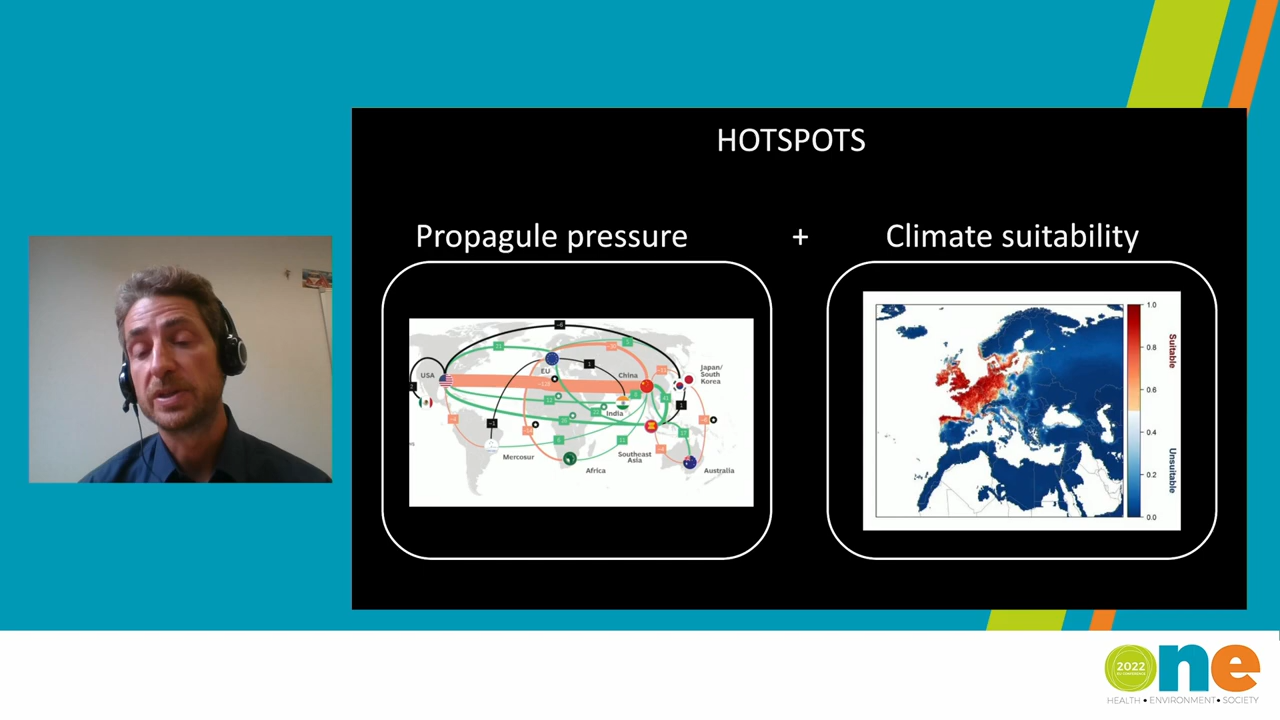 HOTSPOTS
Propagule pressure + Climate suitability
USA
EU
China
Japan/
South
Korea
India
Mercosur
Africa
Southeast
Asia
Australia
1.0
0.8
0.6
0.4
0.2
0.0
Suitable
Unsuitable
2022
one
HEALTH • ENVIRONMENT • SOCIETY